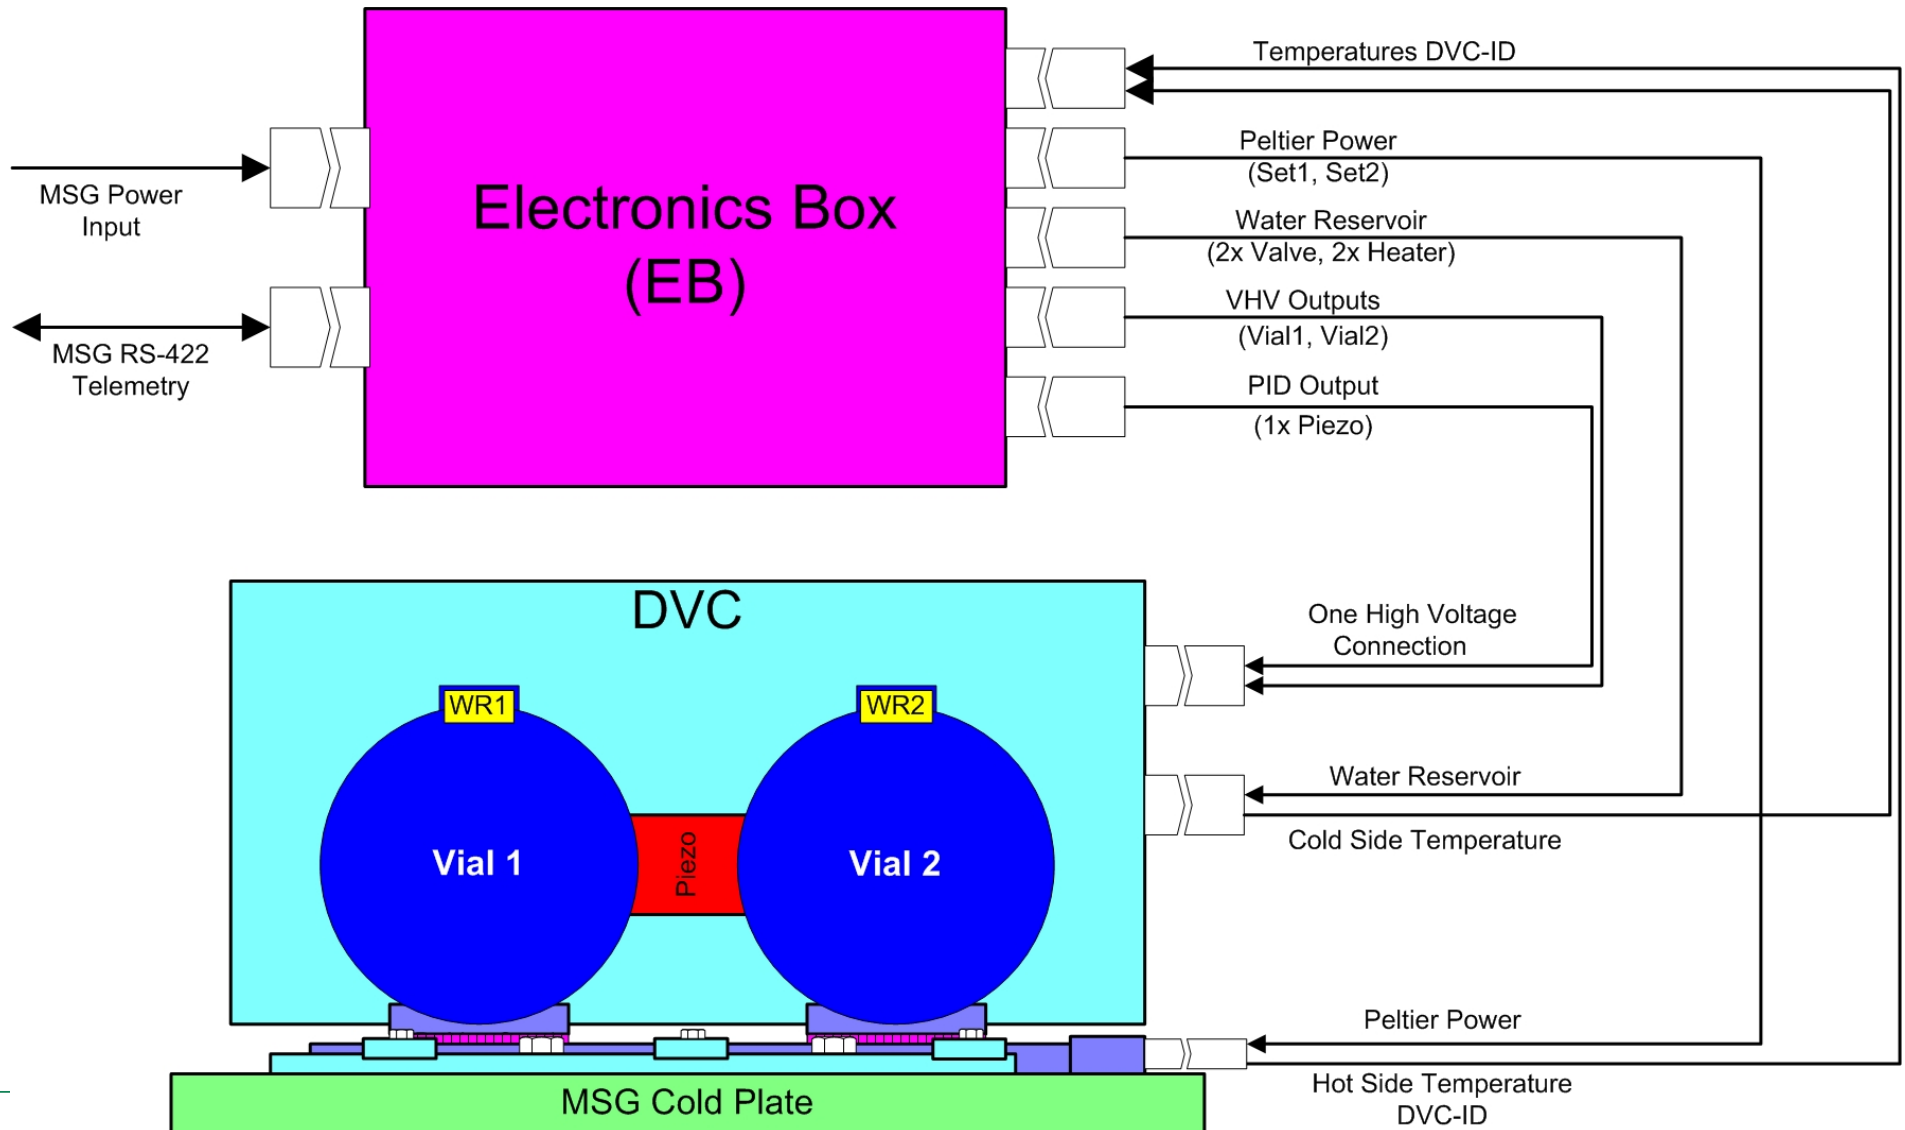 Temperatures DVC-ID
Peltier Power
(Set1, Set2)
MSG Power
Input
Electronics Box
(EB)
Water Reservoir
(2x Valve, 2x Heater)
VHV Outputs
(Vial1, Vial2)
MSG RS-422
Telemetry
PID Output
(1x Piezo)
DVC
One High Voltage
Connection
WR1
WR2
Water Reservoir
Cold Side Temperature
Vial 1
Piezo
Vial 2
Peltier Power
Hot Side Temperature
DVC-ID
MSG Cold Plate